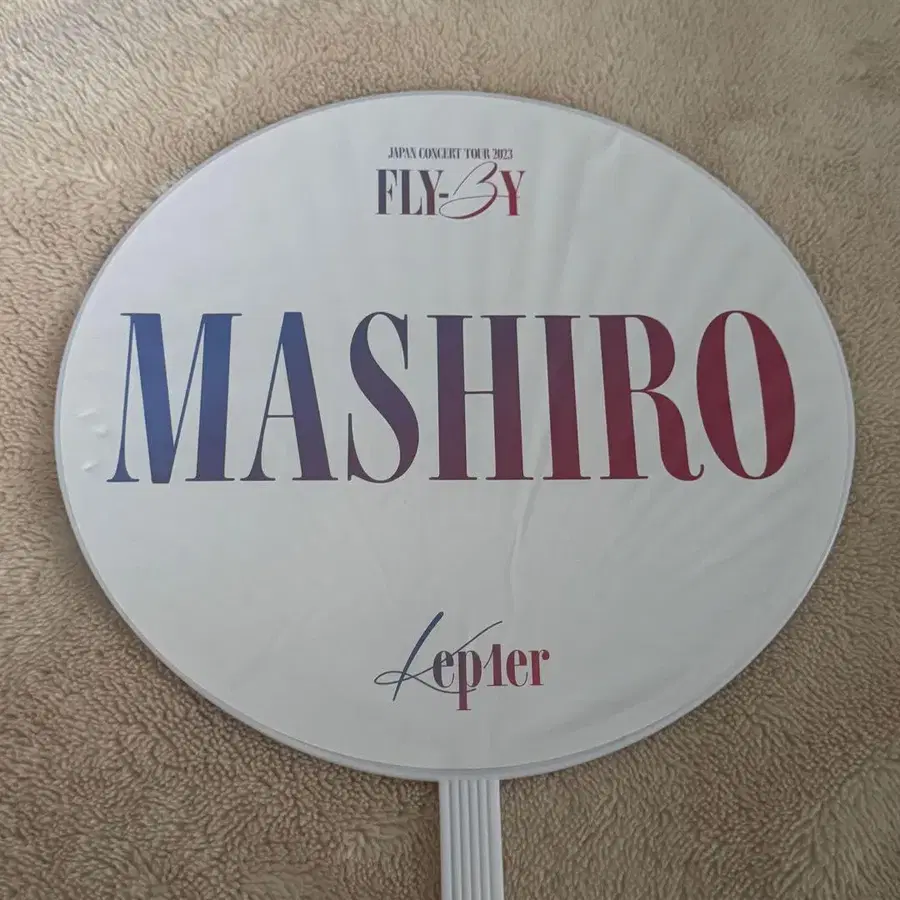 JAPAN CONCERT TOUR 2023
FLY-BY
MASHIRO
Kep1er